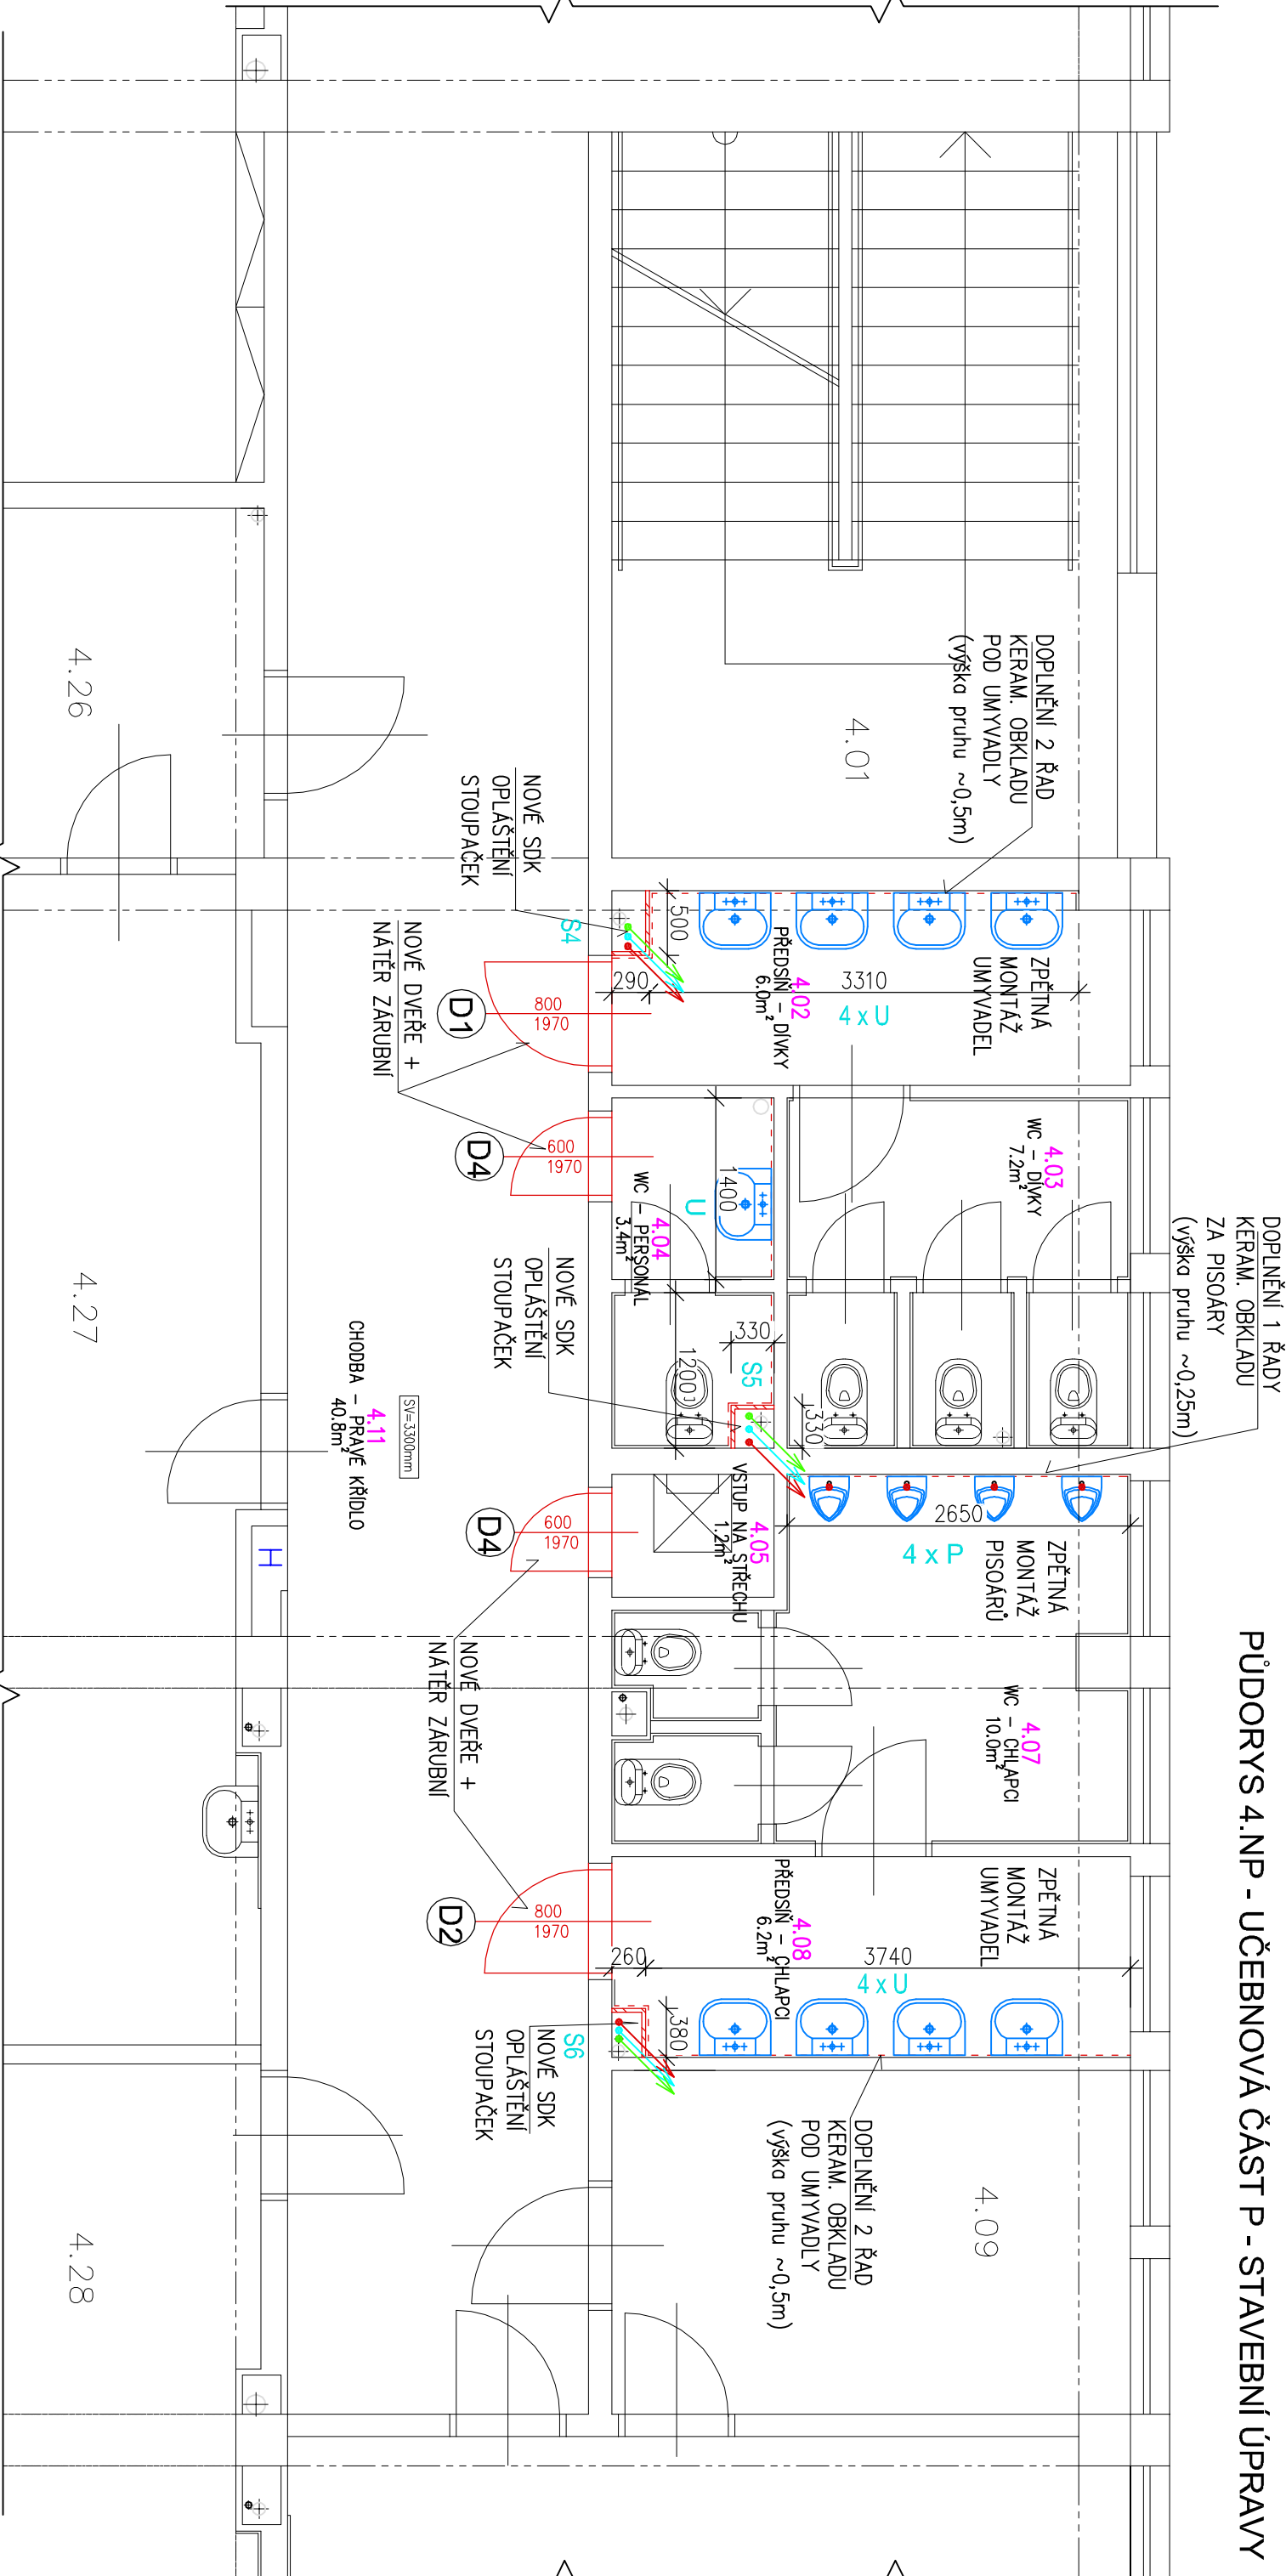 PŮDORYS 4.NP - UČEBNOVÁ ČÁST P - STAVEBNÍ ÚPRAVY
DOPLNĚNÍ 2 ŘAD
KERAM. OBKLADU
POD UMYVADLY
(výška pruhu ~0,5m)
4.01
DOPLNĚNÍ 1 ŘADY
KERAM. OBKLADU
ZA PISOÁRY
(výška pruhu ~0,25m)
ZPĚTNÁ
MONTÁŽ
UMYVADEL
3310
4 x U
4.02
PŘEDSÍŇ - DÍVKY
6.0m²
500
290
S4
NOVÉ SDK
OPLÁŠTĚNÍ
STOUPAČEK
800
1970
D1
NOVÉ DVEŘE +
NÁTĚR ZÁRUBNÍ
600
1970
D4
4.03
WC - DÍVKY
7.2m²
1400
U
4.04
WC - PERSONÁL
3.4m²
1200
330
S5
330
NOVÉ SDK
OPLÁŠTĚNÍ
STOUPAČEK
4.05
VSTUP NA STŘECHU
1.2m²
600
1970
D4
2650
4 x P
ZPĚTNÁ
MONTÁŽ
PISOÁRŮ
4.07
WC - CHLAPCI
10.0m²
NOVÉ DVEŘE +
NÁTĚR ZÁRUBNÍ
800
1970
D2
ZPĚTNÁ
MONTÁŽ
UMYVADEL
4.08
PŘEDSÍŇ - CHLAPCI
6.2m²
3740
4 x U
260
380
S6
NOVÉ SDK
OPLÁŠTĚNÍ
STOUPAČEK
DOPLNĚNÍ 2 ŘAD
KERAM. OBKLADU
POD UMYVADLY
(výška pruhu ~0,5m)
4.09
SV=3300mm
4.11
CHODBA - PRAVÉ KŘÍDLO
40.8m²
H
4.26
4.27
4.28